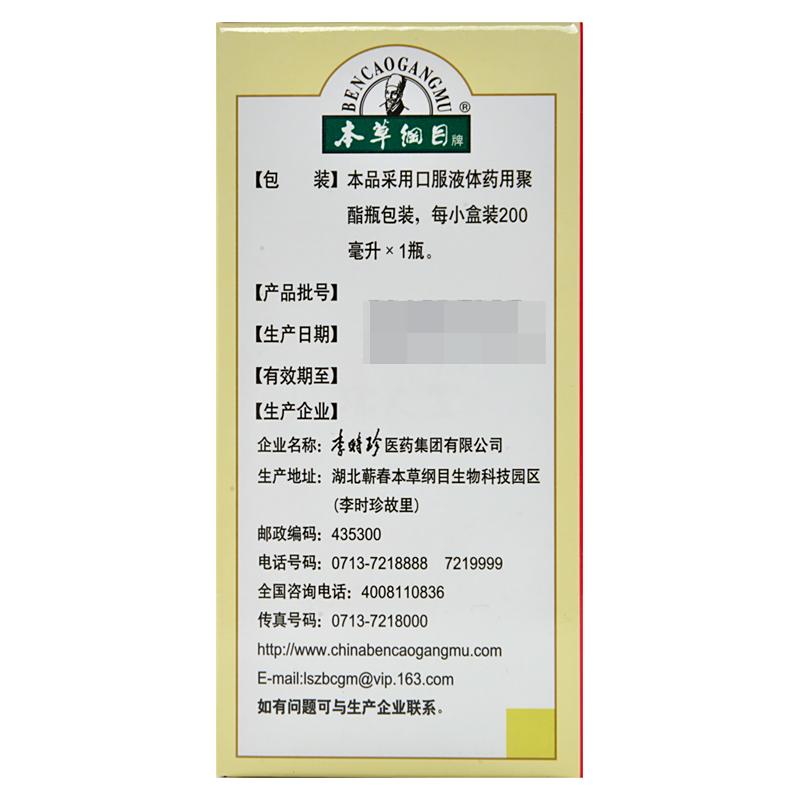 BENCAOGANGMU
®
本草纲目牌
【包　　装】本品采用口服液体药用聚
酯瓶包装，每小盒装200
毫升×1瓶。
【产品批号】
【生产日期】
【有效期至】
【生产企业】
企业名称：李时珍医药集团有限公司
生产地址：湖北蕲春本草纲目生物科技园区
(李时珍故里)
邮政编码：435300
电话号码：0713-7218888　7219999
全国咨询电话：4008110836
传真号码：0713-7218000
http://www.chinabencaogangmu.com
E-mail:lszbcgm@vip.163.com
如有问题可与生产企业联系。